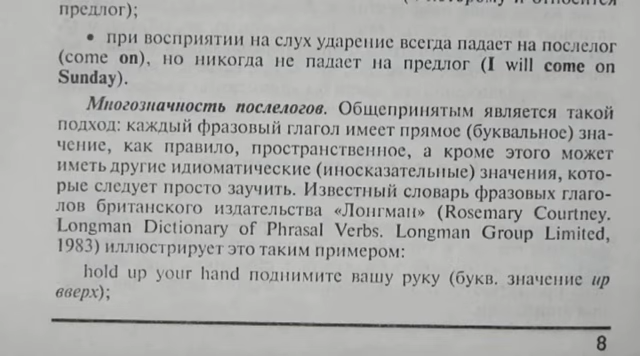 предлог);
• при восприятии на слух ударение всегда падает на послелог
(come on), но никогда не падает на предлог (I will come on
Sunday).
Многозначность послелогов. Общепринятым является такой
подход: каждый фразовый глагол имеет прямое (буквальное) зна-
чение, как правило, пространственное, а кроме этого может
иметь другие идиоматические (иносказательные) значения, кото-
рые следует просто заучить. Известный словарь фразовых глаго-
лов британского издательства «Лонгман» (Rosemary Courtney.
Longman Dictionary of Phrasal Verbs. Longman Group Limited,
1983) иллюстрирует это таким примером:
hold up your hand поднимите вашу руку (букв. значение up
вверх);
8